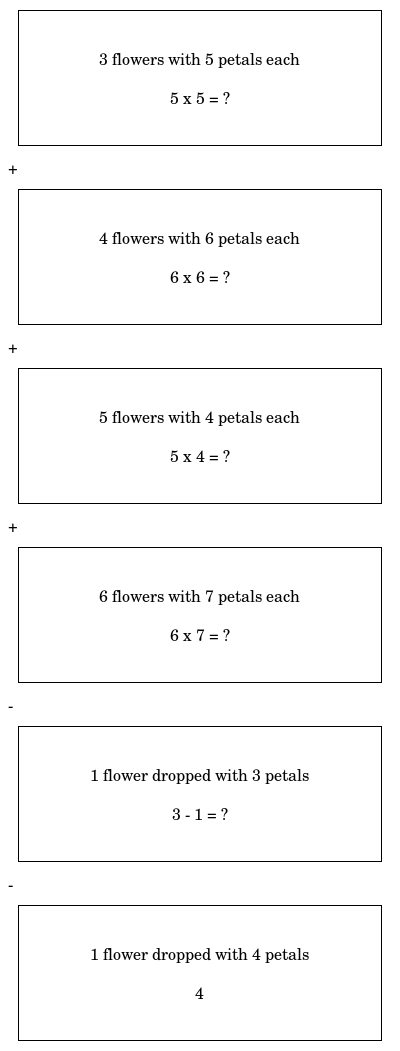 3 flowers with 5 petals each
5 x 5 = ?
+
4 flowers with 6 petals each
6 x 6 = ?
+
5 flowers with 4 petals each
5 x 4 = ?
+
6 flowers with 7 petals each
6 x 7 = ?
-
1 flower dropped with 3 petals
3 - 1 = ?
-
1 flower dropped with 4 petals
4